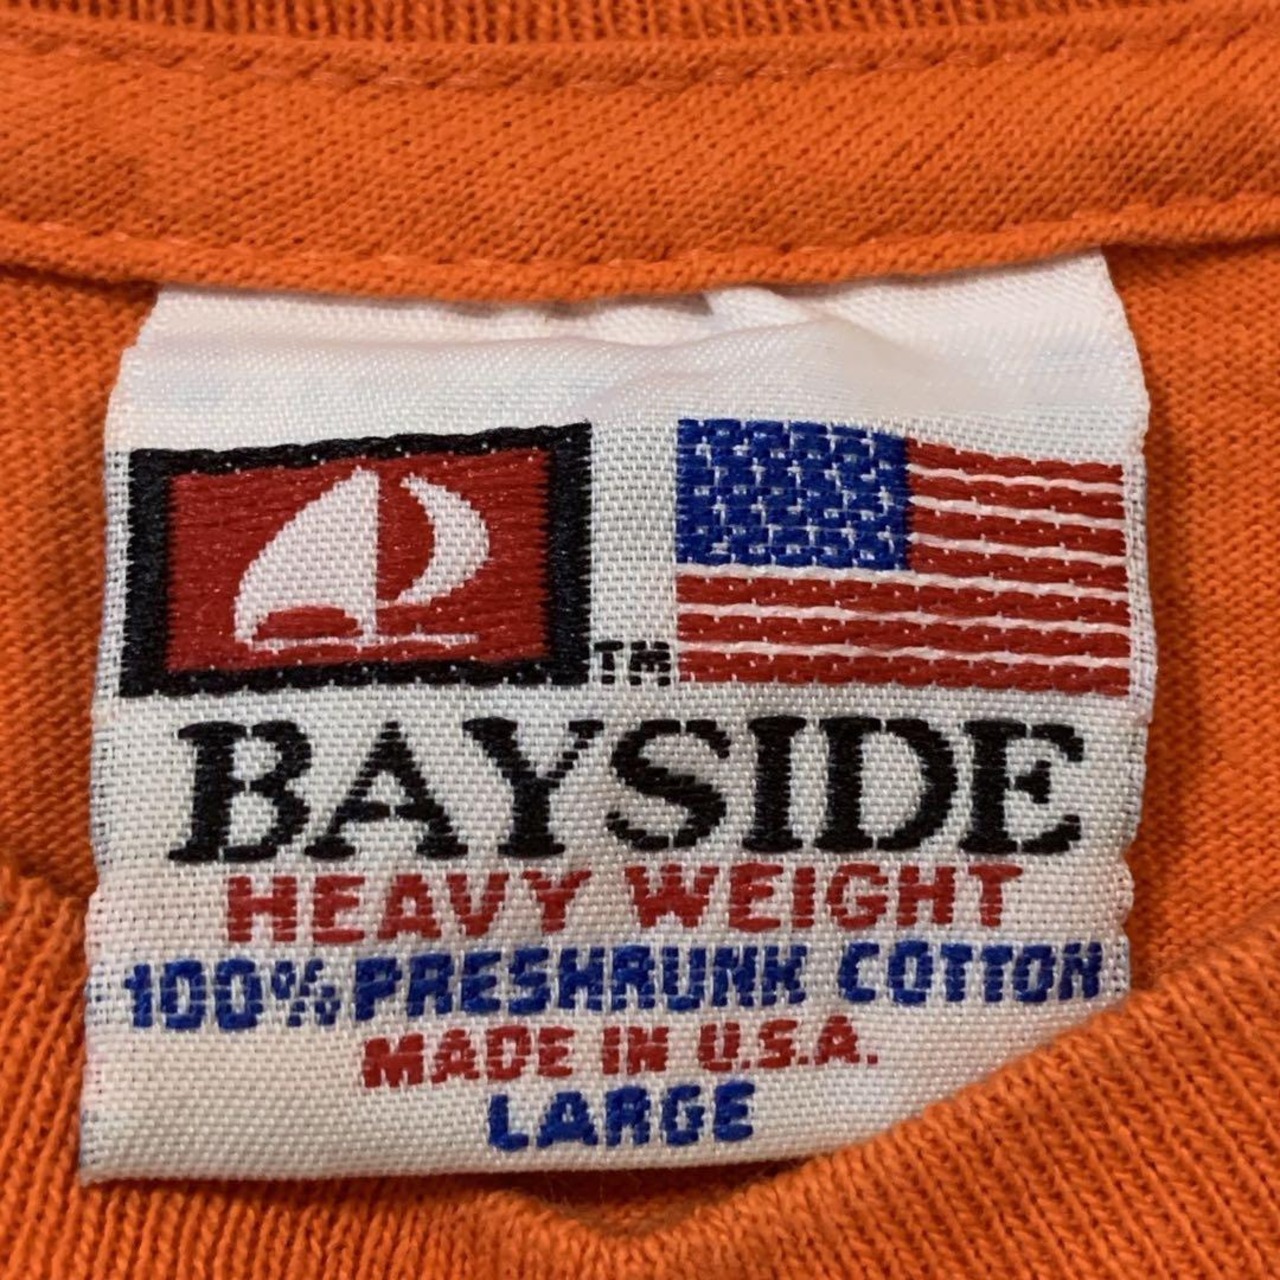 TM
BAYSIDE
HEAVY WEIGHT
100% PRESHRUNK COTTON
MADE IN U.S.A.
LARGE